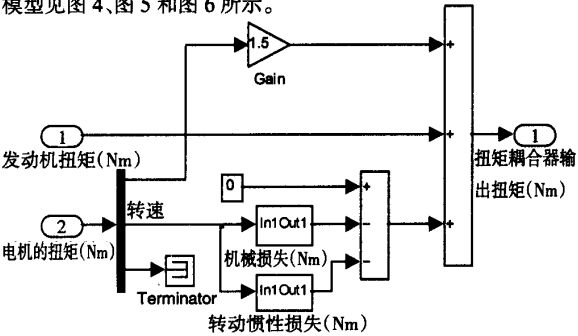 模型见图4、图5和图6所示。
1.5
Gain
+
1
发动机扭矩(Nm)
+
1
扭矩耦合器输
出扭矩(Nm)
2
电机的扭矩(Nm)
转速
0
+
In1Out1
−
机械损失(Nm)
+
−
Terminator
In1Out1
转动惯性损失(Nm)